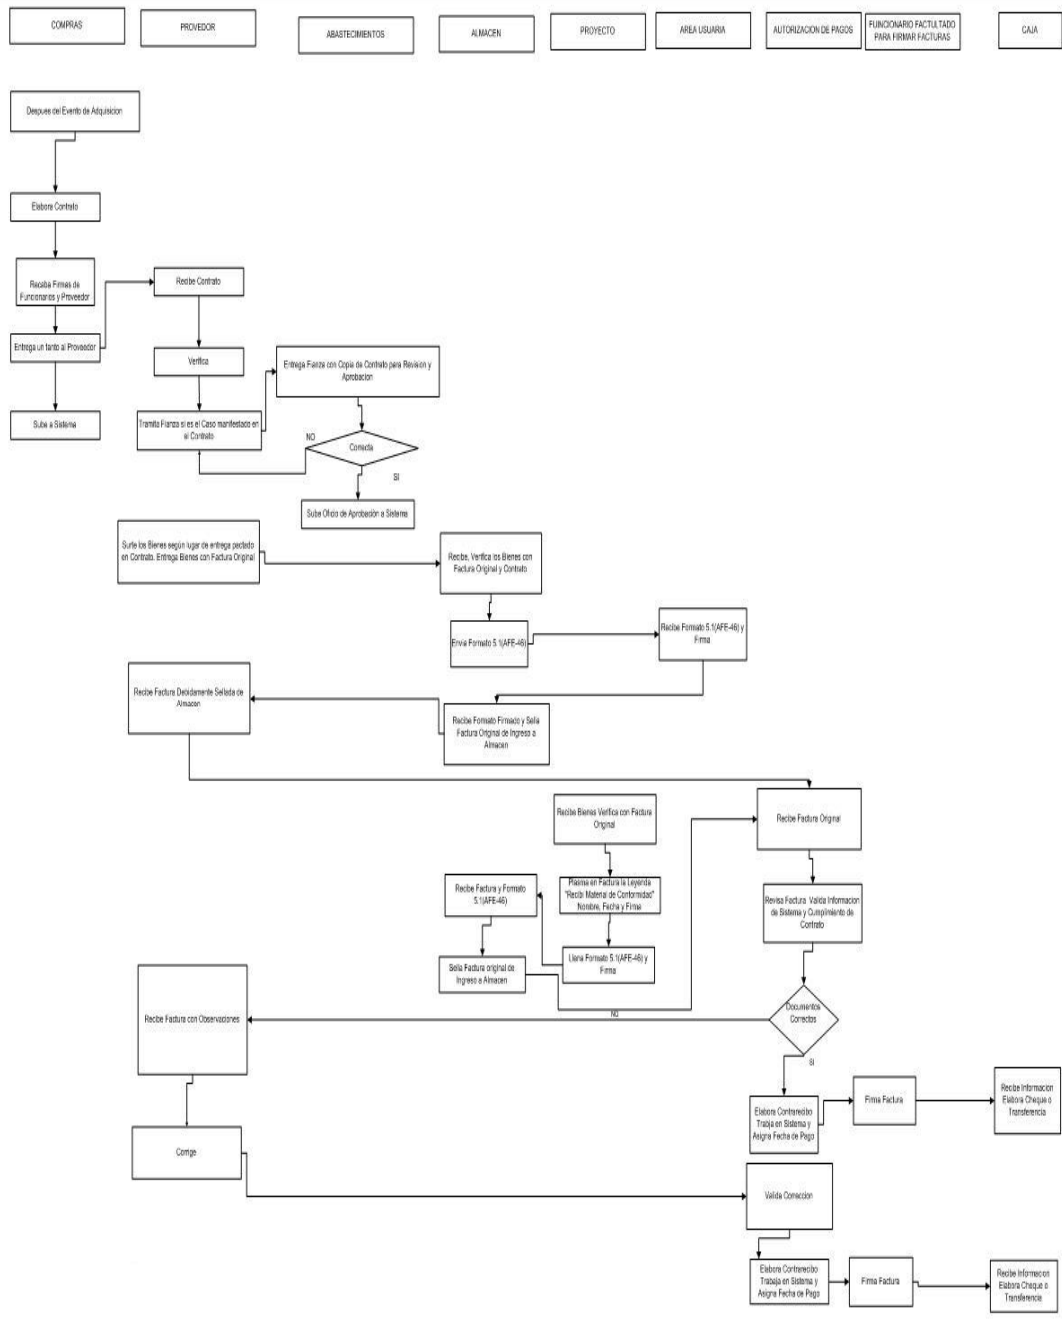 COMPRAS
PROVEDOR
ABASTECIMIENTOS
ALMACEN
PROYECTO
AREA USUARIA
AUTORIZACION DE PAGOS
FUINCIONARIO FACTULTADO
PARA FIRMAR FACTURAS
CAJA
Despues del Evento de Adquisicion
Elabora Contrato
Recaba Firmas de
Funcionarios y Proveedor
Recibe Contrato
Entrega un tanto al Proveedor
Verifica
Entrega Fianza con Copia de Contrato para Revision y
Aprobacion
Sube a Sistema
Tramita Fianza si es el Caso manifestado en
el Contrato
NO
Correcta
SI
Sube Oficio de Aprobación a Sistema
Surte los Bienes según lugar de entrega pactado
en Contrato. Entrega Bienes con Factura Original
Recibe, Verifica los Bienes con
Factura Original y Contrato
Envia Formato 5.1(AFE-46)
Recibe Formato 5.1(AFE-46) y
Firma
Recibe Factura Debidamente Sellada de
Almacen
Recibe Formato Firmado y Sella
Factura Original de Ingreso a
Almacen
Recibe Bienes Verifica con Factura
Original
Recibe Factura Original
Recibe Factura y Formato
5.1(AFE-46)
Plasma en Factura la Leyenda
"Recibi Material de Conformidad"
Nombre, Fecha y Firma
Revisa Factura Valida Informacion
de Sistema y Cumplimiento de
Contrato
Sella Factura original de
Ingreso a Almacen
Llena Formato 5.1(AFE-46) y
Firma
Recibe Factura con Observaciones
NO
Documentos
Correctos
SI
Elabora Contrarecibo
Trabja en Sistema y
Asigna Fecha de Pago
Firma Factura
Recibe Informacion
Elabora Cheque o
Transferencia
Corrige
Valida Correccion
Elabora Contrarecibo
Trabaja en Sistema y
Asigna Fecha de Pago
Firma Factura
Recibe Informacion
Elabora Cheque o
Transferencia